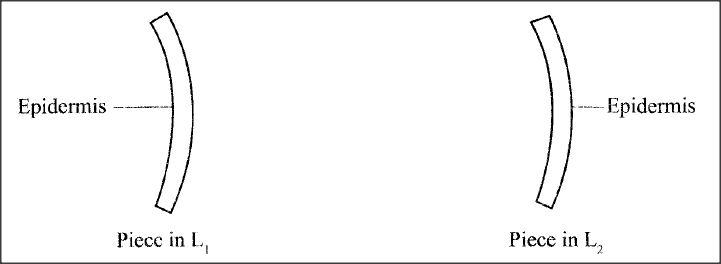 Epidermis
Epidermis
Piece in L₁
Piece in L₂